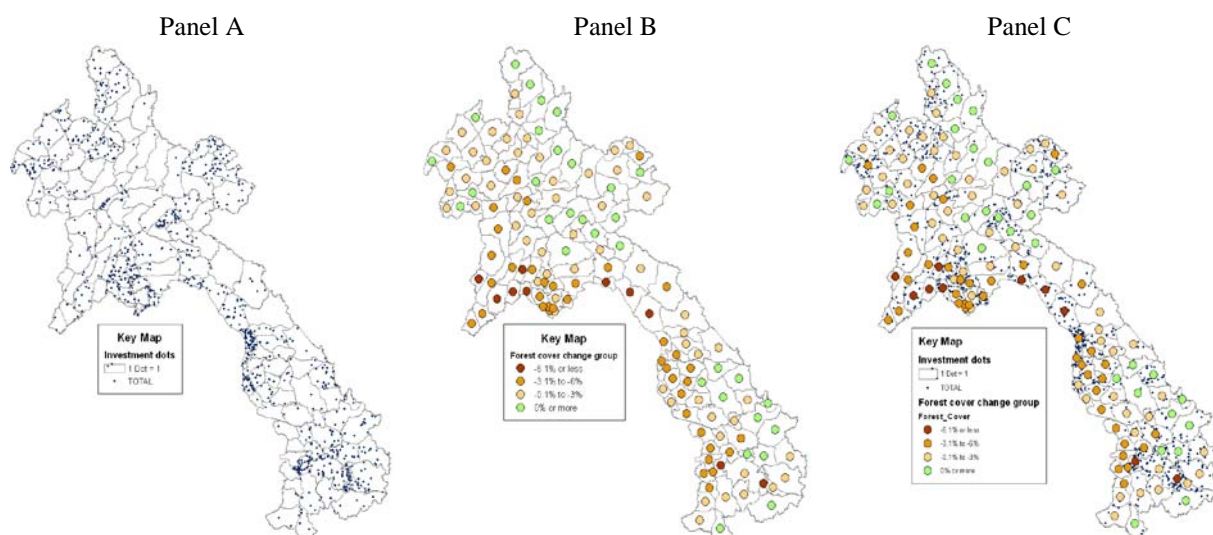 Panel A
Panel B
Panel C
Key Map
Investment dots
1 Dot = 1
TOTAL
Key Map
Forest cover change group
-6.1% or less
-3.1% to -6%
-0.1% to -3%
0% or more
Key Map
Investment dots
1 Dot = 1
TOTAL
Forest cover change group
Forest_Cover
-6.1% or less
-3.1% to -6%
-0.1% to -3%
0% or more